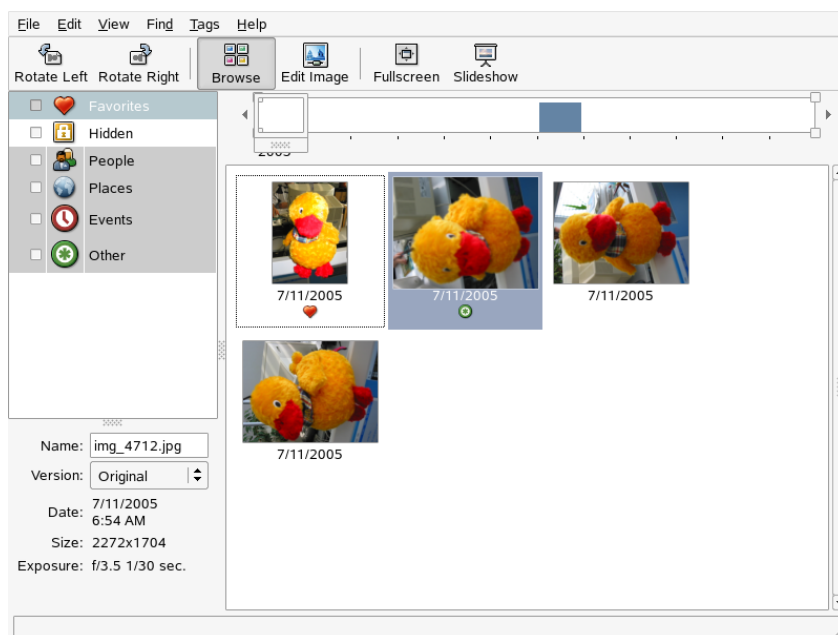 File Edit View Find Tags Help
Rotate Left Rotate Right Browse Edit Image Fullscreen Slideshow
Favorites
Hidden
People
Places
Events
Other
2005
7/11/2005 7/11/2005 7/11/2005
7/11/2005
Name: img_4712.jpg
Version: Original
Date: 7/11/2005
6:54 AM
Size: 2272x1704
Exposure: f/3.5 1/30 sec.